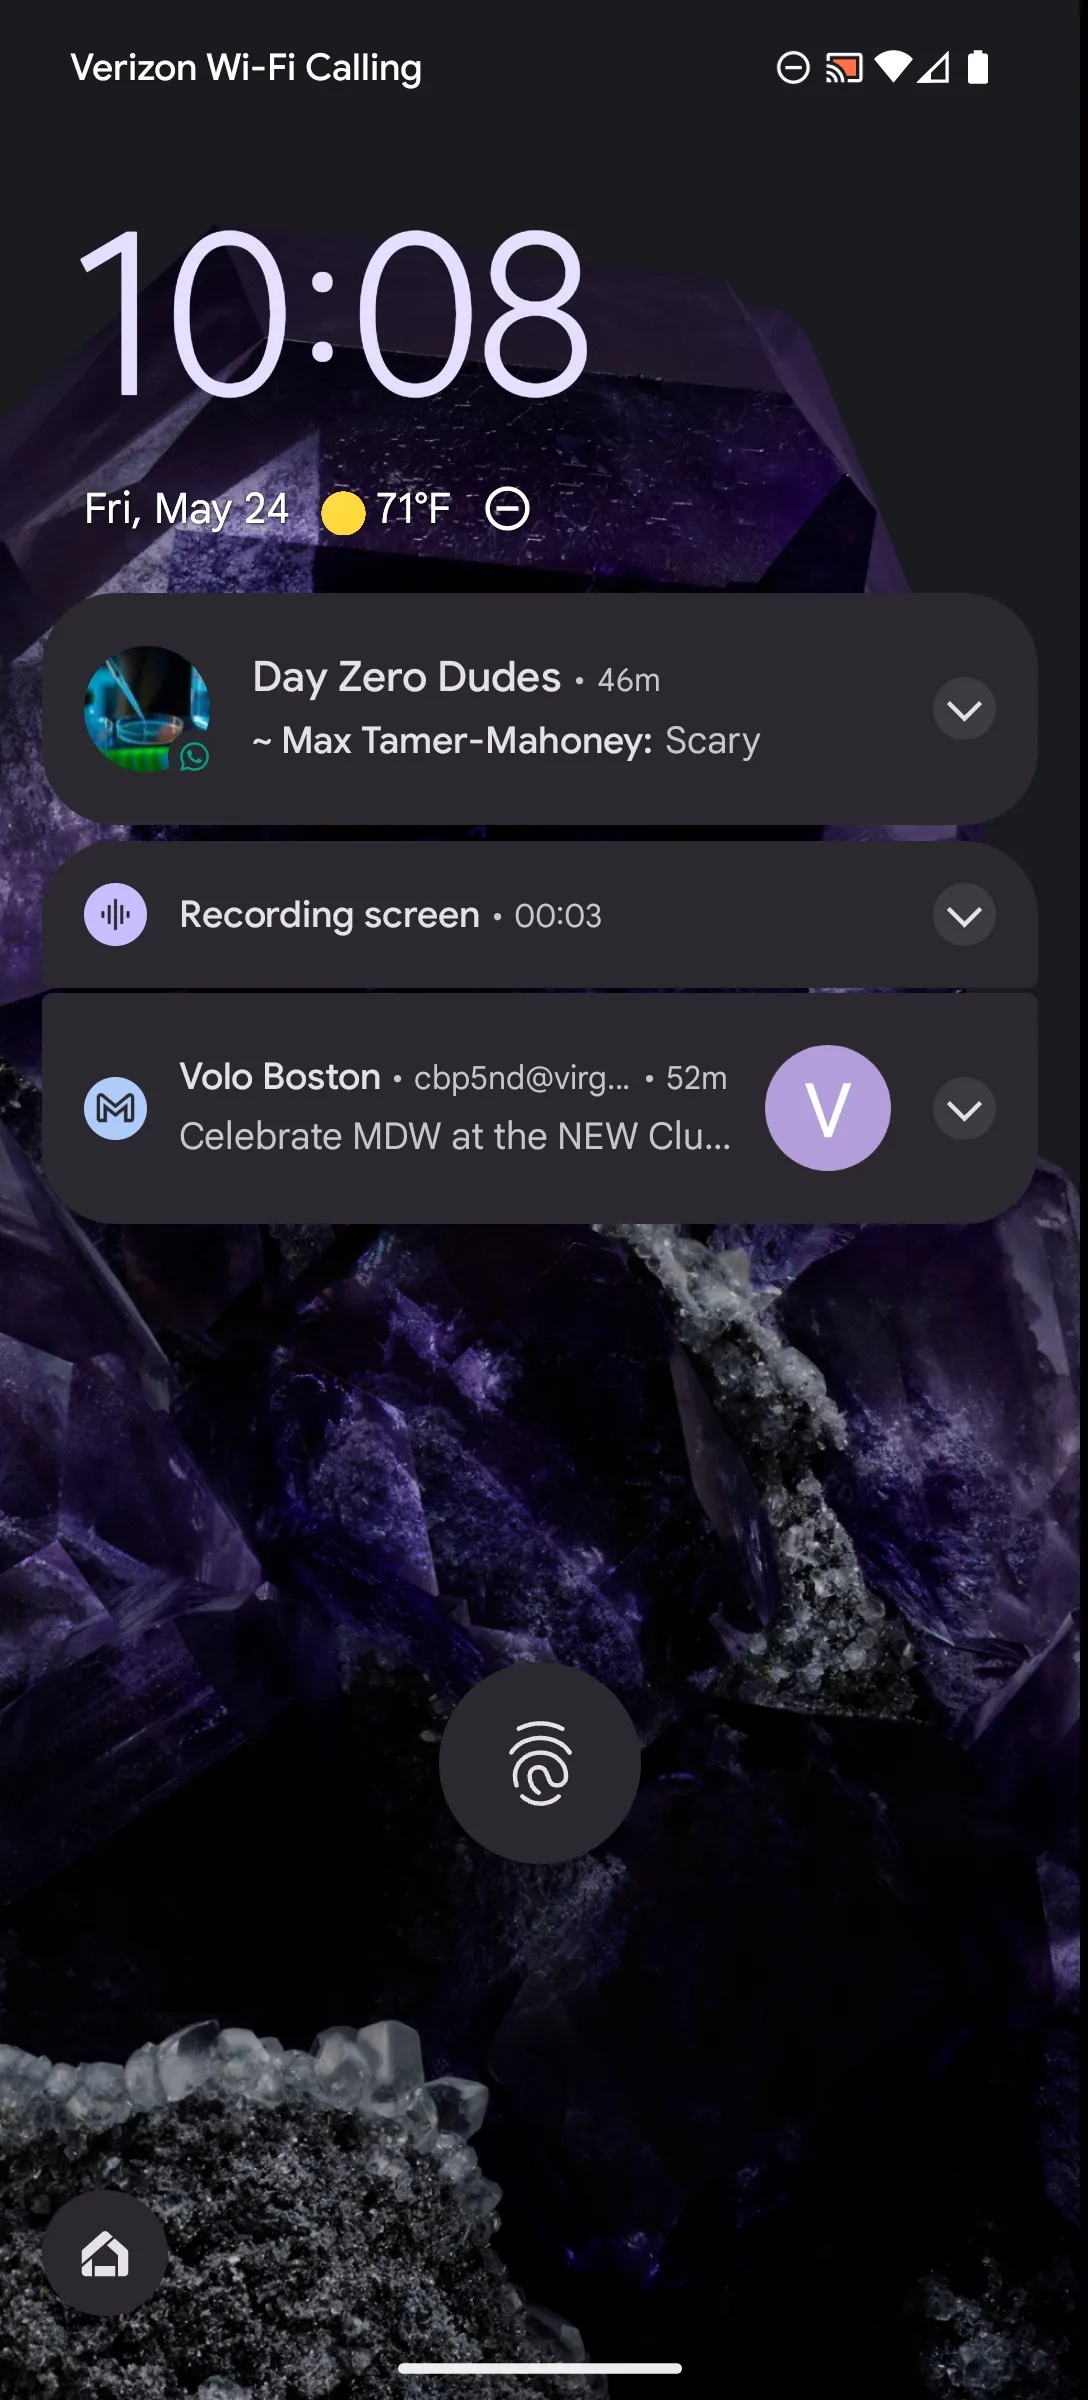 Verizon Wi-Fi Calling
10:08
Fri, May 24 71°F
Day Zero Dudes • 46m
~ Max Tamer-Mahoney: Scary
Recording screen • 00:03
Volo Boston • cbp5nd@virg... • 52m
Celebrate MDW at the NEW Clu...
V